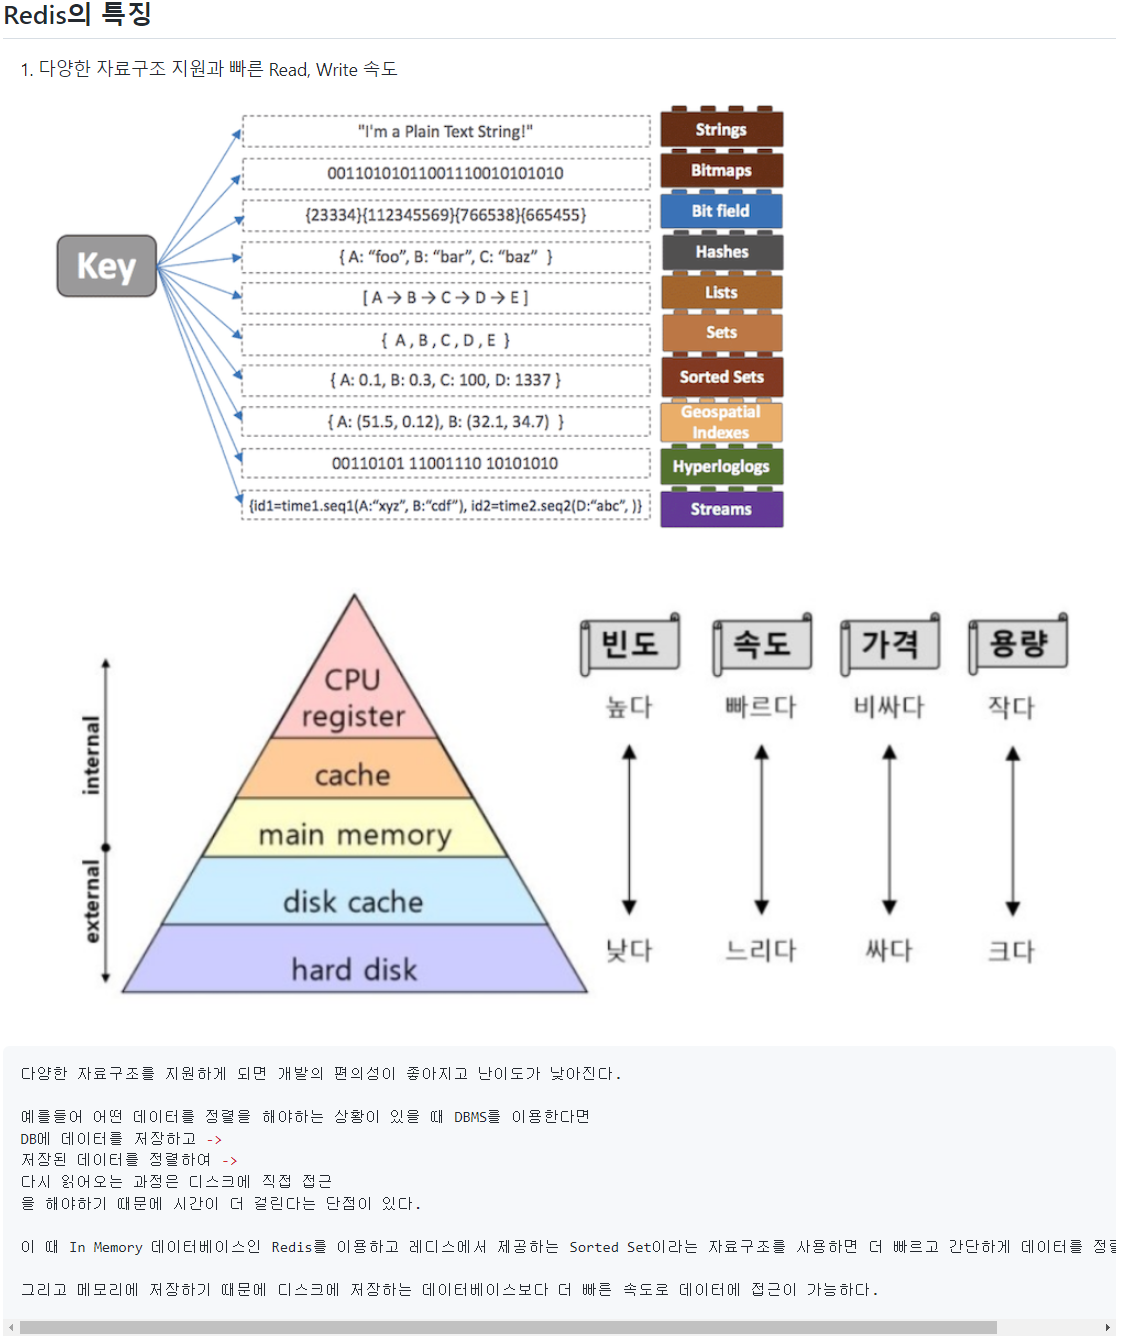 Redis의 특징
1. 다양한 자료구조 지원과 빠른 Read, Write 속도
Key
"I'm a Plain Text String!"
Strings
00110101011001110010101010
Bitmaps
{23334}{112345569}{766538}{665455}
Bit field
{ A: “foo”, B: “bar”, C: “baz” }
Hashes
[ A → B → C → D → E ]
Lists
{ A , B , C , D , E }
Sets
{ A: 0.1, B: 0.3, C: 100, D: 1337 }
Sorted Sets
{ A: (51.5, 0.12), B: (32.1, 34.7) }
Geospatial
Indexes
00110101 11001110 10101010
Hyperloglogs
{id1=time1.seq1(A:“xyz”, B:“cdf”), id2=time2.seq2(D:“abc”, )}
Streams
internal
external
CPU
register
cache
main memory
disk cache
hard disk
빈도 속도 가격 용량
높다 빠르다 비싸다 작다
낮다 느리다 싸다 크다
다양한 자료구조를 지원하게 되면 개발의 편의성이 좋아지고 난이도가 낮아진다.
예를들어 어떤 데이터를 정렬을 해야하는 상황이 있을 때 DBMS를 이용한다면
DB에 데이터를 저장하고 ->
저장된 데이터를 정렬하여 ->
다시 읽어오는 과정은 디스크에 직접 접근
을 해야하기 때문에 시간이 더 걸린다는 단점이 있다.
이 때 In Memory 데이터베이스인 Redis를 이용하고 레디스에서 제공하는 Sorted Set이라는 자료구조를 사용하면 더 빠르고 간단하게 데이터를
그리고 메모리에 저장하기 때문에 디스크에 저장하는 데이터베이스보다 더 빠른 속도로 데이터에 접근이 가능하다.